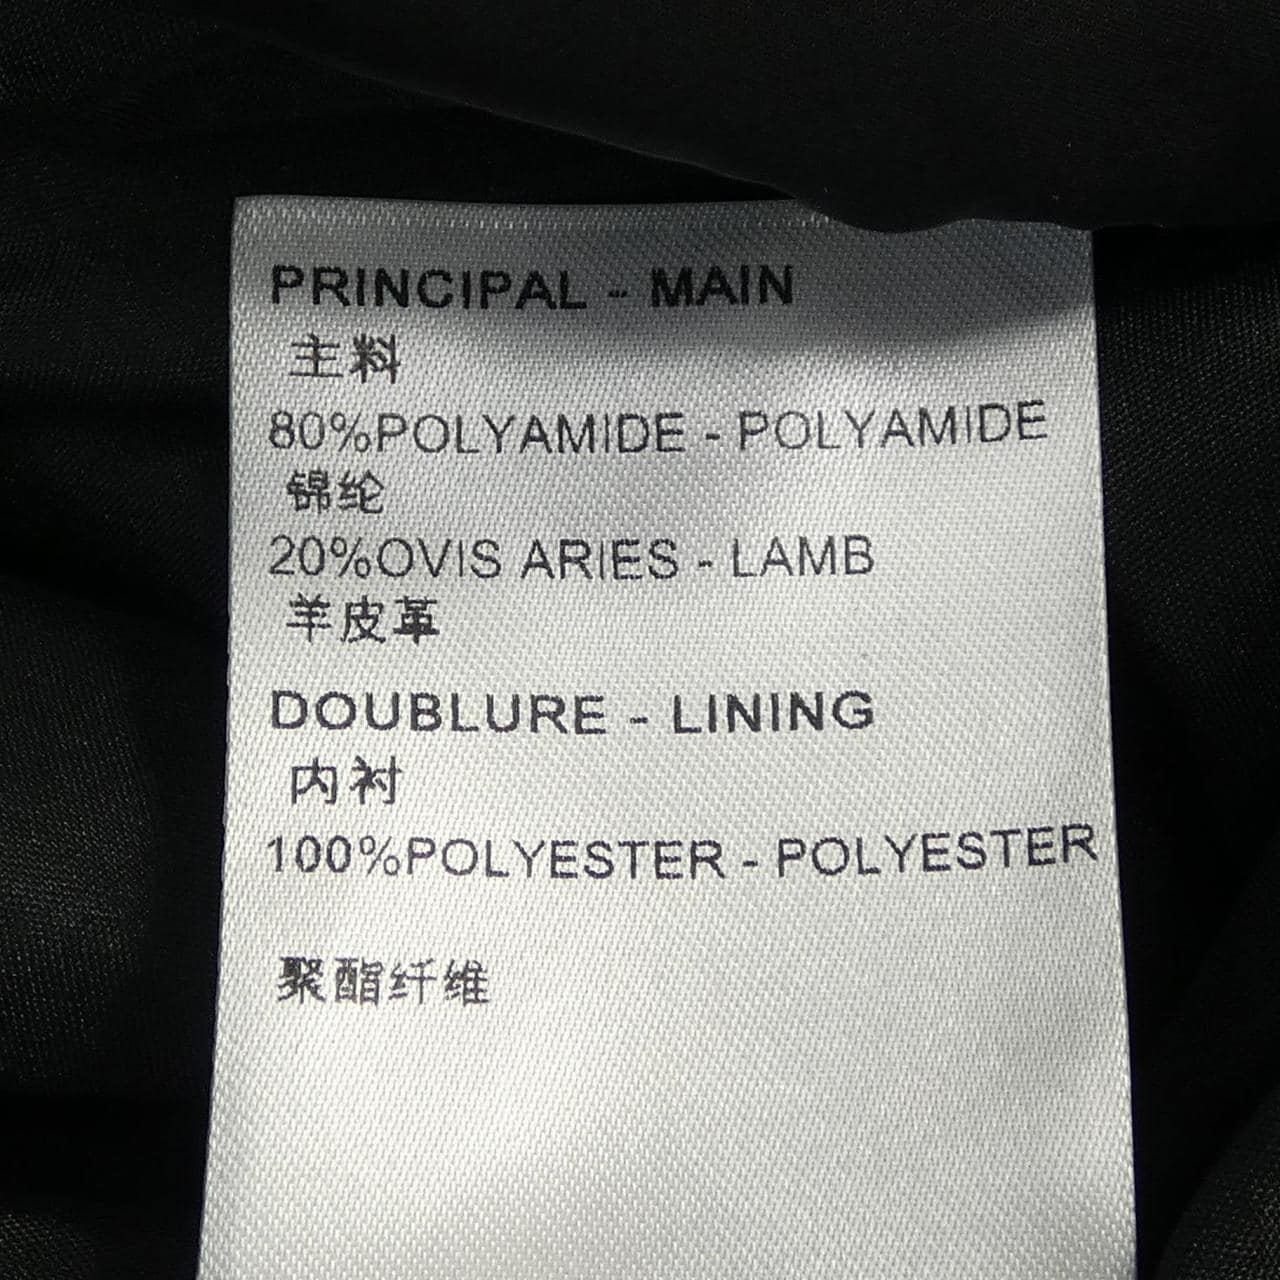 PRINCIPAL - MAIN
主料
80%POLYAMIDE - POLYAMIDE
锦纶
20%OVIS ARIES - LAMB
羊皮革
DOUBLURE - LINING
内衬
100%POLYESTER - POLYESTER
聚酯纤维